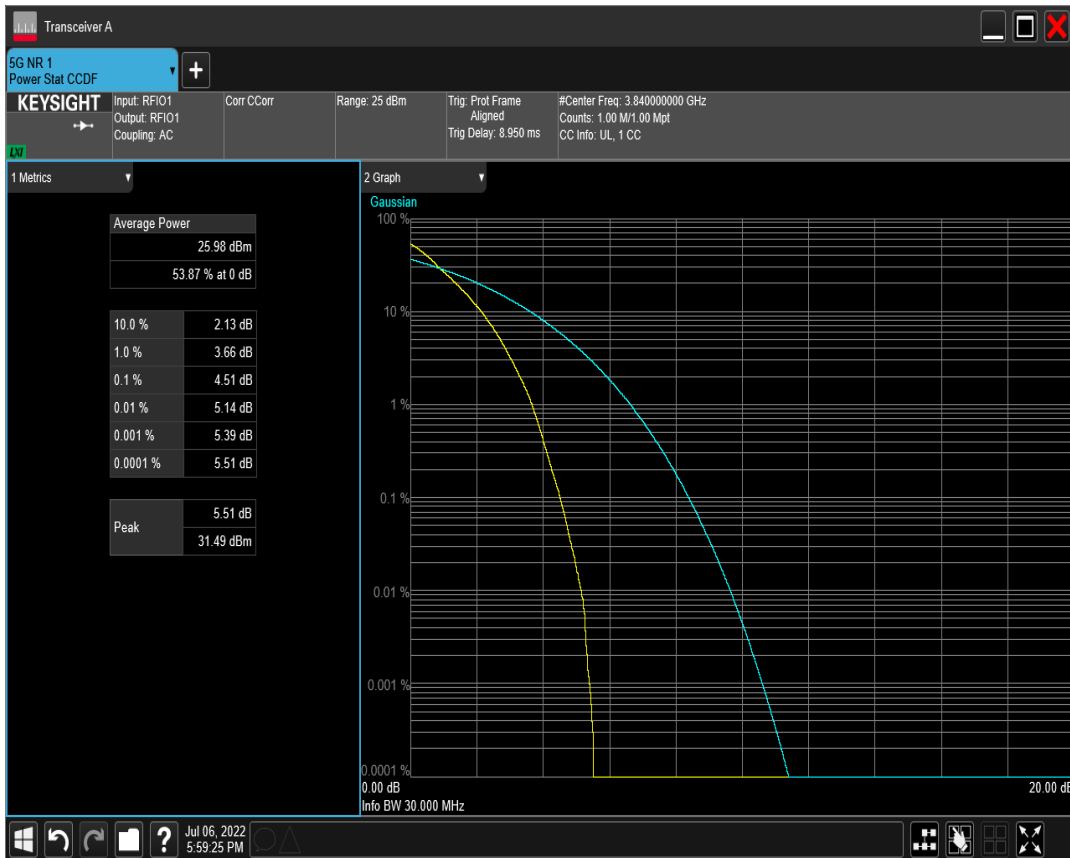 Transceiver A
5G NR 1
Power Stat CCDF
KEYSIGHT
LXI
Input: RFIO1
Output: RFIO1
Coupling: AC
Corr CCorr
Range: 25 dBm
Trig: Prot Frame
Aligned
Trig Delay: 8.950 ms
#Center Freq: 3.840000000 GHz
Counts: 1.00 M/1.00 Mpt
CC Info: UL, 1 CC
1 Metrics
Average Power
25.98 dBm
53.87 % at 0 dB
10.0 % 2.13 dB
1.0 % 3.66 dB
0.1 % 4.51 dB
0.01 % 5.14 dB
0.001 % 5.39 dB
0.0001 % 5.51 dB
Peak
5.51 dB
31.49 dBm
2 Graph
Gaussian
100 %
10 %
1 %
0.1 %
0.01 %
0.001 %
0.0001 %
0.00 dB
20.00 dB
Info BW 30.000 MHz
Jul 06, 2022
5:59:25 PM